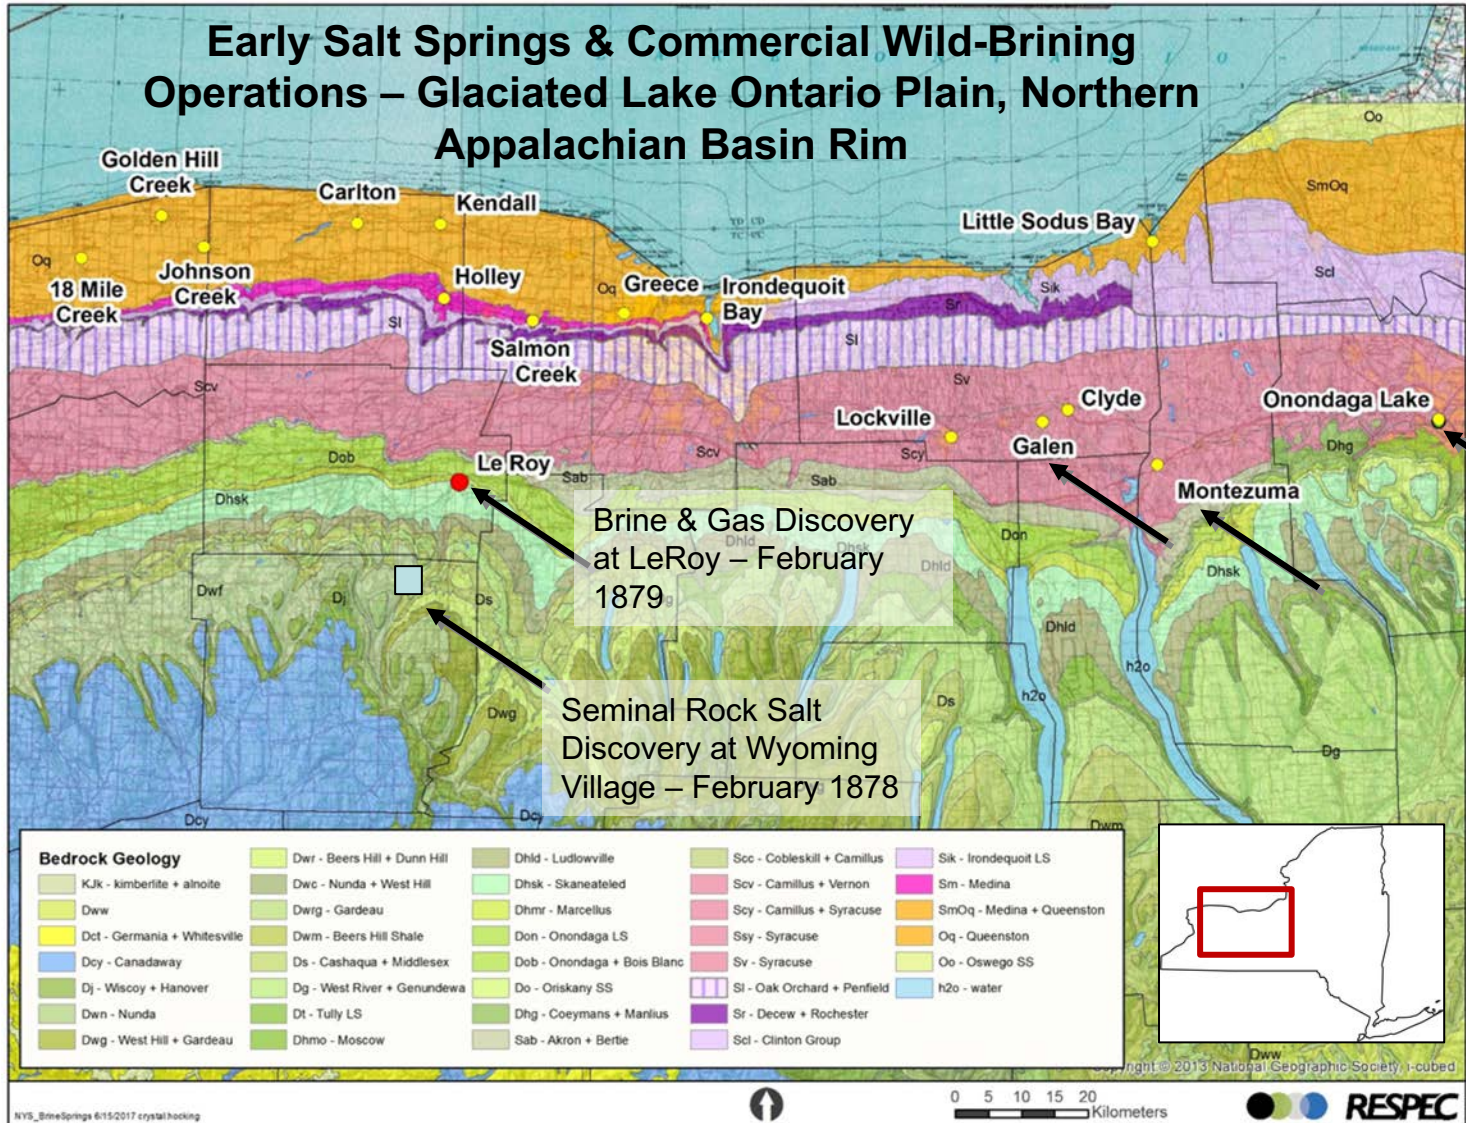 Early Salt Springs & Commercial Wild-Brining
Operations – Glaciated Lake Ontario Plain, Northern
Appalachian Basin Rim
Golden Hill
Creek
Carlton
Kendall
Little Sodus Bay
Oo
SmOq
Oq
18 Mile
Creek
Johnson
Creek
Holley
Oq
Greece
Irondequoit
Bay
Sik
Scl
Sr
Sl
Sl
Salmon
Creek
Scv
Sv
Lockville
Clyde
Galen
Onondaga Lake
Dhg
Scv
Scy
Dob
Le Roy
Sab
Sab
Montezuma
Dhsk
Brine & Gas Discovery
at LeRoy – February
1879
Dhld
Dhsk
Dhld
Don
Dhsk
Dwf
Dj
Ds
Dhld
h2o
h2o
Seminal Rock Salt
Discovery at Wyoming
Village – February 1878
Dwg
Ds
Dg
Dcy
Dcy
Dwm
Bedrock Geology
KJk - kimberlite + alnoite
Dww
Dct - Germania + Whitesville
Dcy - Canadaway
Dj - Wiscoy + Hanover
Dwn - Nunda
Dwg - West Hill + Gardeau
Dwr - Beers Hill + Dunn Hill
Dwc - Nunda + West Hill
Dwrg - Gardeau
Dwm - Beers Hill Shale
Ds - Cashaqua + Middlesex
Dg - West River + Genundewa
Dt - Tully LS
Dhmo - Moscow
Dhld - Ludlowville
Dhsk - Skaneateled
Dhmr - Marcellus
Don - Onondaga LS
Dob - Onondaga + Bois Blanc
Do - Oriskany SS
Dhg - Coeymans + Manlius
Sab - Akron + Bertie
Scc - Cobleskill + Camillus
Scv - Camillus + Vernon
Scy - Camillus + Syracuse
Ssy - Syracuse
Sv - Syracuse
Sl - Oak Orchard + Penfield
Sr - Decew + Rochester
Scl - Clinton Group
Sik - Irondequoit LS
Sm - Medina
SmOq - Medina + Queenston
Oq - Queenston
Oo - Oswego SS
h2o - water
Dww
Copyright:© 2013 National Geographic Society, i-cubed
NYS_BrineSprings 6/15/2017 crystal.hocking
0 5 10 15 20
Kilometers
RESPEC